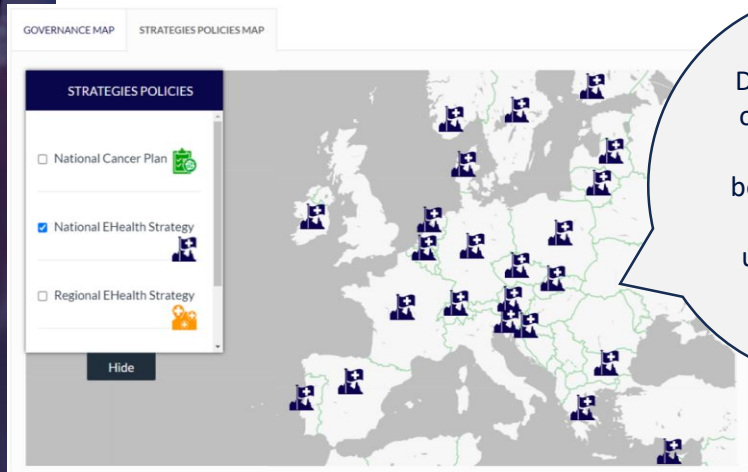 GOVERNANCE MAP
STRATEGIES POLICIES MAP
STRATEGIES POLICIES
National Cancer Plan
National EHealth Strategy
Regional EHealth Strategy
Hide